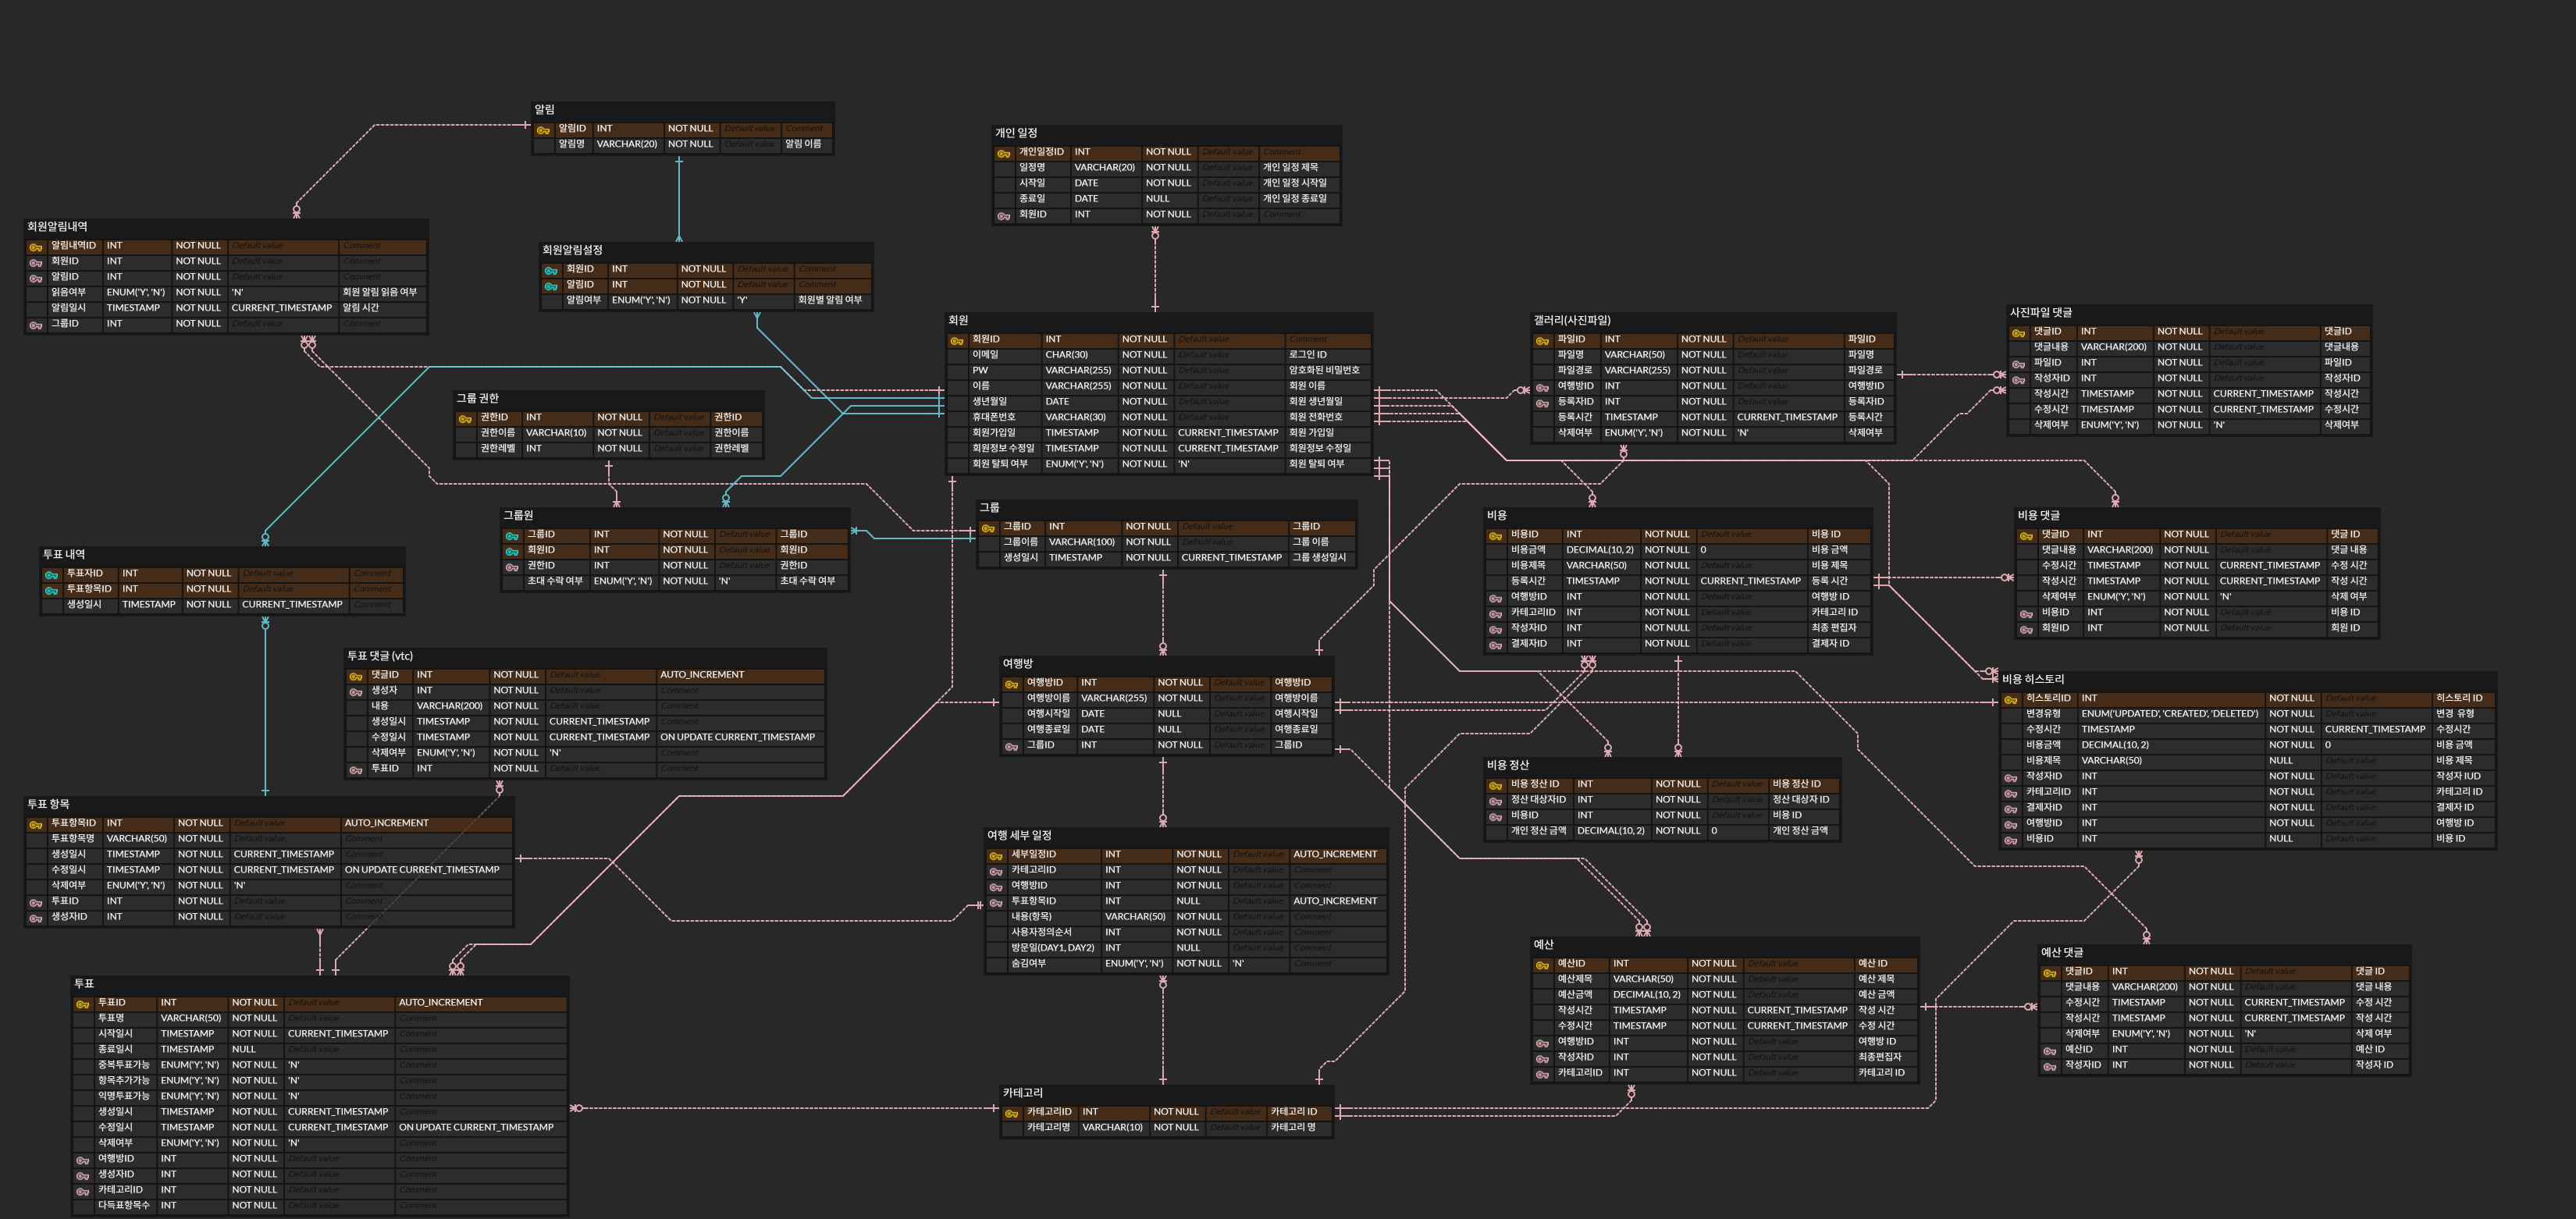 알림
알림ID INT NOT NULL Default value Comment
알림명 VARCHAR(20) NOT NULL Default value 알림 이름
개인 일정
개인일정ID INT NOT NULL Default value Comment
일정명 VARCHAR(20) NOT NULL Default value 개인 일정 제목
시작일 DATE NOT NULL Default value 개인 일정 시작일
종료일 DATE NULL Default value 개인 일정 종료일
회원ID INT NOT NULL Default value Comment
회원알림내역
알림내역ID INT NOT NULL Default value Comment
회원ID INT NOT NULL Default value Comment
알림ID INT NOT NULL Default value Comment
읽음여부 ENUM('Y', 'N') NOT NULL 'N' 회원 알림 읽음 여부
알림일시 TIMESTAMP NOT NULL CURRENT_TIMESTAMP 알림 시간
그룹ID INT NOT NULL Default value Comment
회원알림설정
회원ID INT NOT NULL Default value Comment
알림ID INT NOT NULL Default value Comment
알림여부 ENUM('Y', 'N') NOT NULL 'Y' 회원별 알림 여부
회원
회원ID INT NOT NULL Default value Comment
이메일 CHAR(30) NOT NULL Default value 로그인 ID
PW VARCHAR(255) NOT NULL Default value 암호화된 비밀번호
이름 VARCHAR(255) NOT NULL Default value 회원 이름
생년월일 DATE NOT NULL Default value 회원 생년월일
휴대폰번호 VARCHAR(30) NOT NULL Default value 회원 전화번호
회원가입일 TIMESTAMP NOT NULL CURRENT_TIMESTAMP 회원 가입일
회원정보 수정일 TIMESTAMP NOT NULL CURRENT_TIMESTAMP 회원정보 수정일
회원 탈퇴 여부 ENUM('Y', 'N') NOT NULL 'N' 회원 탈퇴 여부
갤러리(사진파일)
파일ID INT NOT NULL Default value 파일ID
파일명 VARCHAR(50) NOT NULL Default value 파일명
파일경로 VARCHAR(255) NOT NULL Default value 파일경로
여행방ID INT NOT NULL Default value 여행방ID
등록자ID INT NOT NULL Default value 등록자ID
등록시간 TIMESTAMP NOT NULL CURRENT_TIMESTAMP 등록시간
삭제여부 ENUM('Y', 'N') NOT NULL 'N' 삭제여부
사진파일 댓글
댓글ID INT NOT NULL Default value 댓글ID
댓글내용 VARCHAR(200) NOT NULL Default value 댓글내용
파일ID INT NOT NULL Default value 파일ID
작성자ID INT NOT NULL Default value 작성자ID
작성시간 TIMESTAMP NOT NULL CURRENT_TIMESTAMP 작성시간
수정시간 TIMESTAMP NOT NULL CURRENT_TIMESTAMP 수정시간
삭제여부 ENUM('Y', 'N') NOT NULL 'N' 삭제여부
그룹 권한
권한ID INT NOT NULL Default value 권한ID
권한이름 VARCHAR(10) NOT NULL Default value 권한이름
권한레벨 INT NOT NULL Default value 권한레벨
그룹원
그룹ID INT NOT NULL Default value 그룹ID
회원ID INT NOT NULL Default value 회원ID
권한ID INT NOT NULL Default value 권한ID
초대 수락 여부 ENUM('Y', 'N') NOT NULL 'N' 초대 수락 여부
그룹
그룹ID INT NOT NULL Default value 그룹ID
그룹이름 VARCHAR(100) NOT NULL Default value 그룹 이름
생성일시 TIMESTAMP NOT NULL CURRENT_TIMESTAMP 그룹 생성일시
비용
비용ID INT NOT NULL Default value 비용 ID
비용금액 DECIMAL(10, 2) NOT NULL 0 비용 금액
비용제목 VARCHAR(50) NOT NULL Default value 비용 제목
등록시간 TIMESTAMP NOT NULL CURRENT_TIMESTAMP 등록 시간
여행방ID INT NOT NULL Default value 여행방 ID
카테고리ID INT NOT NULL Default value 카테고리 ID
작성자ID INT NOT NULL Default value 최종 편집자
결제자ID INT NOT NULL Default value 결제자 ID
비용 댓글
댓글ID INT NOT NULL Default value 댓글 ID
댓글내용 VARCHAR(200) NOT NULL Default value 댓글 내용
수정시간 TIMESTAMP NOT NULL CURRENT_TIMESTAMP 수정 시간
작성시간 TIMESTAMP NOT NULL CURRENT_TIMESTAMP 작성 시간
삭제여부 ENUM('Y', 'N') NOT NULL 'N' 삭제 여부
비용ID INT NOT NULL Default value 비용 ID
회원ID INT NOT NULL Default value 회원 ID
투표 내역
투표자ID INT NOT NULL Default value Comment
투표항목ID INT NOT NULL Default value Comment
생성일시 TIMESTAMP NOT NULL CURRENT_TIMESTAMP Comment
투표 댓글 (vtc)
댓글ID INT NOT NULL Default value AUTO_INCREMENT
생성자 INT NOT NULL Default value Comment
내용 VARCHAR(200) NOT NULL Default value Comment
생성일시 TIMESTAMP NOT NULL CURRENT_TIMESTAMP Comment
수정일시 TIMESTAMP NOT NULL CURRENT_TIMESTAMP ON UPDATE CURRENT_TIMESTAMP
삭제여부 ENUM('Y', 'N') NOT NULL 'N' Comment
투표ID INT NOT NULL Default value Comment
여행방
여행방ID INT NOT NULL Default value 여행방ID
여행방이름 VARCHAR(255) NOT NULL Default value 여행방이름
여행시작일 DATE NULL Default value 여행시작일
여행종료일 DATE NULL Default value 여행종료일
그룹ID INT NOT NULL Default value 그룹ID
비용 히스토리
히스토리ID INT NOT NULL Default value 히스토리 ID
변경유형 ENUM('UPDATED', 'CREATED', 'DELETED') NOT NULL Default value 변경 유형
수정시간 TIMESTAMP NOT NULL CURRENT_TIMESTAMP 수정시간
비용금액 DECIMAL(10, 2) NOT NULL 0 비용 금액
비용제목 VARCHAR(50) NULL Default value 비용 제목
작성자ID INT NOT NULL Default value 작성자 IUD
카테고리ID INT NOT NULL Default value 카테고리 ID
결제자ID INT NOT NULL Default value 결제자 ID
여행방ID INT NOT NULL Default value 여행방 ID
비용ID INT NULL Default value 비용 ID
비용 정산
비용 정산 ID INT NOT NULL Default value 비용 정산 ID
정산 대상자ID INT NOT NULL Default value 정산 대상자 ID
비용ID INT NOT NULL Default value 비용 ID
개인 정산 금액 DECIMAL(10, 2) NOT NULL 0 개인 정산 금액
투표 항목
투표항목ID INT NOT NULL Default value AUTO_INCREMENT
투표항목명 VARCHAR(50) NOT NULL Default value Comment
생성일시 TIMESTAMP NOT NULL CURRENT_TIMESTAMP Comment
수정일시 TIMESTAMP NOT NULL CURRENT_TIMESTAMP ON UPDATE CURRENT_TIMESTAMP
삭제여부 ENUM('Y', 'N') NOT NULL 'N' Comment
투표ID INT NOT NULL Default value Comment
생성자ID INT NOT NULL Default value Comment
여행 세부 일정
세부일정ID INT NOT NULL Default value AUTO_INCREMENT
카테고리ID INT NOT NULL Default value Comment
여행방ID INT NOT NULL Default value Comment
투표항목ID INT NULL Default value AUTO_INCREMENT
내용(항목) VARCHAR(50) NOT NULL Default value Comment
사용자정의순서 INT NOT NULL Default value Comment
방문일(DAY1, DAY2) INT NULL Default value Comment
숨김여부 ENUM('Y', 'N') NOT NULL 'N' Comment
예산
예산ID INT NOT NULL Default value 예산 ID
예산제목 VARCHAR(50) NOT NULL Default value 예산 제목
예산금액 DECIMAL(10, 2) NOT NULL Default value 예산 금액
작성시간 TIMESTAMP NOT NULL CURRENT_TIMESTAMP 작성 시간
수정시간 TIMESTAMP NOT NULL CURRENT_TIMESTAMP 수정 시간
여행방ID INT NOT NULL Default value 여행방 ID
작성자ID INT NOT NULL Default value 최종편집자
카테고리ID INT NOT NULL Default value 카테고리 ID
예산 댓글
댓글ID INT NOT NULL Default value 댓글 ID
댓글내용 VARCHAR(200) NOT NULL Default value 댓글 내용
수정시간 TIMESTAMP NOT NULL CURRENT_TIMESTAMP 수정 시간
작성시간 TIMESTAMP NOT NULL CURRENT_TIMESTAMP 작성 시간
삭제여부 ENUM('Y', 'N') NOT NULL 'N' 삭제 여부
예산ID INT NOT NULL Default value 예산 ID
작성자ID INT NOT NULL Default value 작성자 ID
투표
투표ID INT NOT NULL Default value AUTO_INCREMENT
투표명 VARCHAR(50) NOT NULL Default value Comment
시작일시 TIMESTAMP NOT NULL CURRENT_TIMESTAMP Comment
종료일시 TIMESTAMP NULL Default value Comment
중복투표가능 ENUM('Y', 'N') NOT NULL 'N' Comment
항목추가가능 ENUM('Y', 'N') NOT NULL 'N' Comment
익명투표가능 ENUM('Y', 'N') NOT NULL 'N' Comment
생성일시 TIMESTAMP NOT NULL CURRENT_TIMESTAMP Comment
수정일시 TIMESTAMP NOT NULL CURRENT_TIMESTAMP ON UPDATE CURRENT_TIMESTAMP
삭제여부 ENUM('Y', 'N') NOT NULL 'N' Comment
여행방ID INT NOT NULL Default value Comment
생성자ID INT NOT NULL Default value Comment
카테고리ID INT NOT NULL Default value Comment
다득표항목수 INT NOT NULL Default value Comment
카테고리
카테고리ID INT NOT NULL Default value 카테고리 ID
카테고리명 VARCHAR(10) NOT NULL Default value 카테고리 명